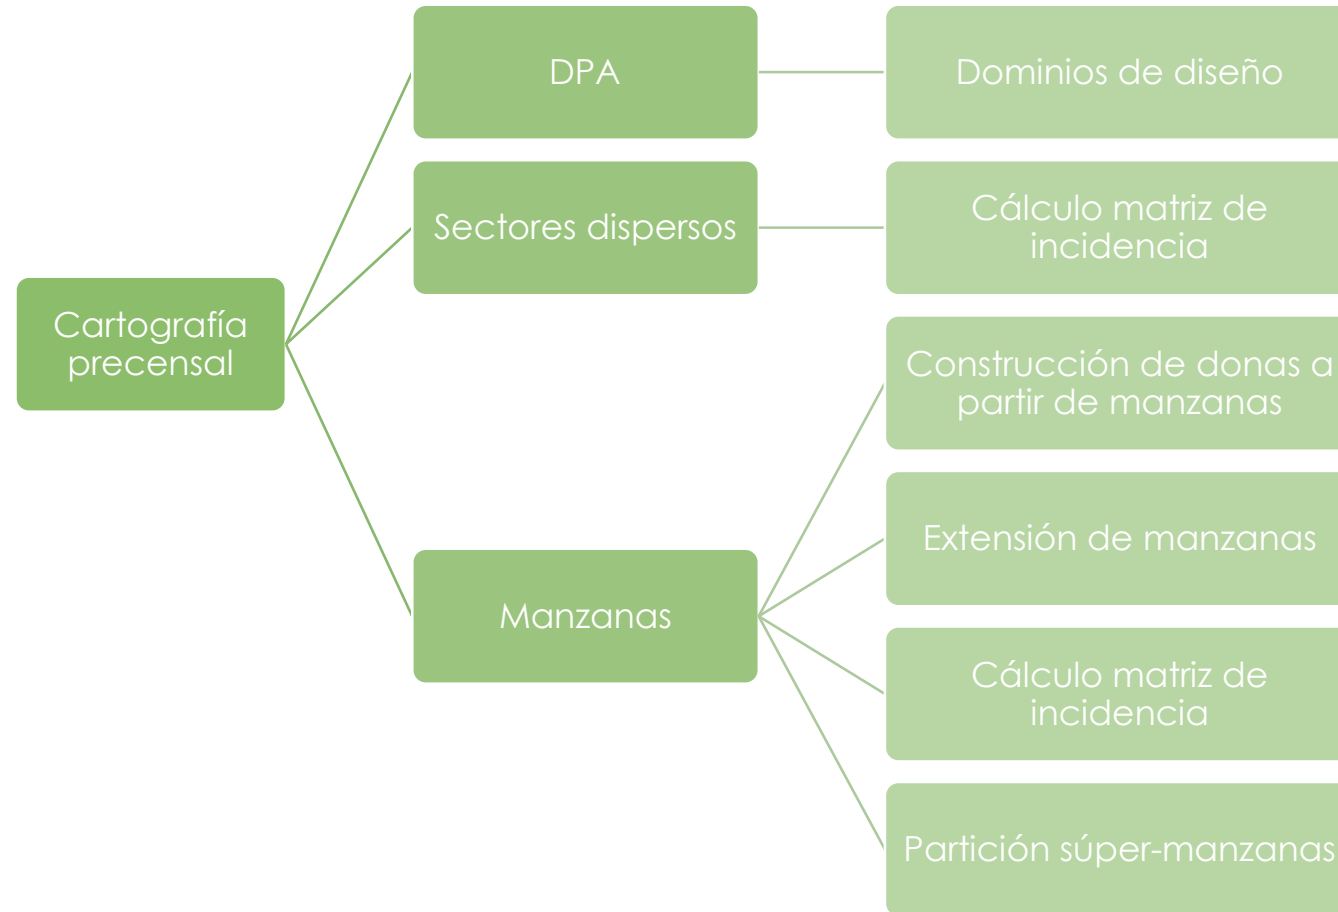 Cartografía
precensal
DPA
Dominios de diseño
Sectores dispersos
Cálculo matriz de
incidencia
Manzanas
Construcción de donas a
partir de manzanas
Extensión de manzanas
Cálculo matriz de
incidencia
Partición súper-manzanas